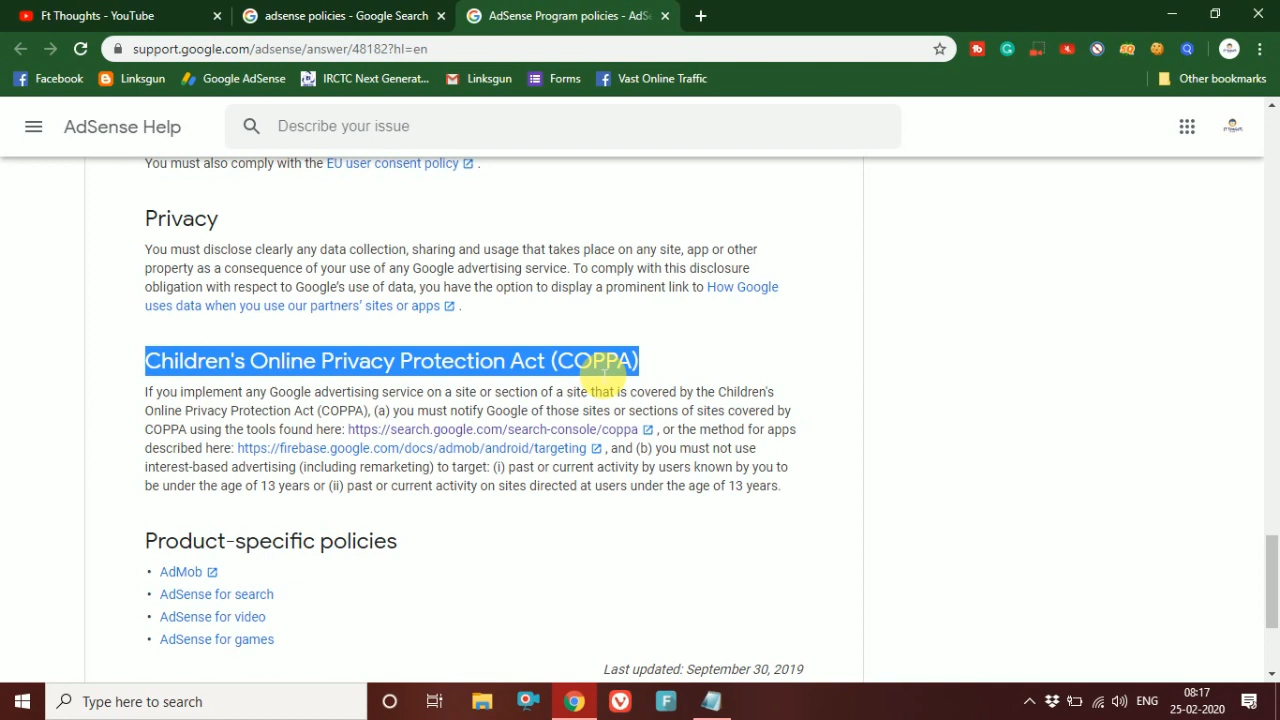 Ft Thoughts - YouTube
adsense policies - Google Search
AdSense Program policies - AdS
support.google.com/adsense/answer/48182?hl=en
Facebook
Linksgun
Google AdSense
IRCTC Next Generat...
Linksgun
Forms
Vast Online Traffic
Other bookmarks
AdSense Help
Describe your issue
You must also comply with the EU user consent policy .
Privacy
You must disclose clearly any data collection, sharing and usage that takes place on any site, app or other
property as a consequence of your use of any Google advertising service. To comply with this disclosure
obligation with respect to Google's use of data, you have the option to display a prominent link to How Google
uses data when you use our partners' sites or apps .
Children's Online Privacy Protection Act (COPPA)
If you implement any Google advertising service on a site or section of a site that is covered by the Children's
Online Privacy Protection Act (COPPA), (a) you must notify Google of those sites or sections of sites covered by
COPPA using the tools found here: https://search.google.com/search-console/coppa , or the method for apps
described here: https://firebase.google.com/docs/admob/android/targeting , and (b) you must not use
interest-based advertising (including remarketing) to target: (i) past or current activity by users known by you to
be under the age of 13 years or (ii) past or current activity on sites directed at users under the age of 13 years.
Product-specific policies
• AdMob
• AdSense for search
• AdSense for video
• AdSense for games
Last updated: September 30, 2019
Type here to search
ENG
08:17
25-02-2020